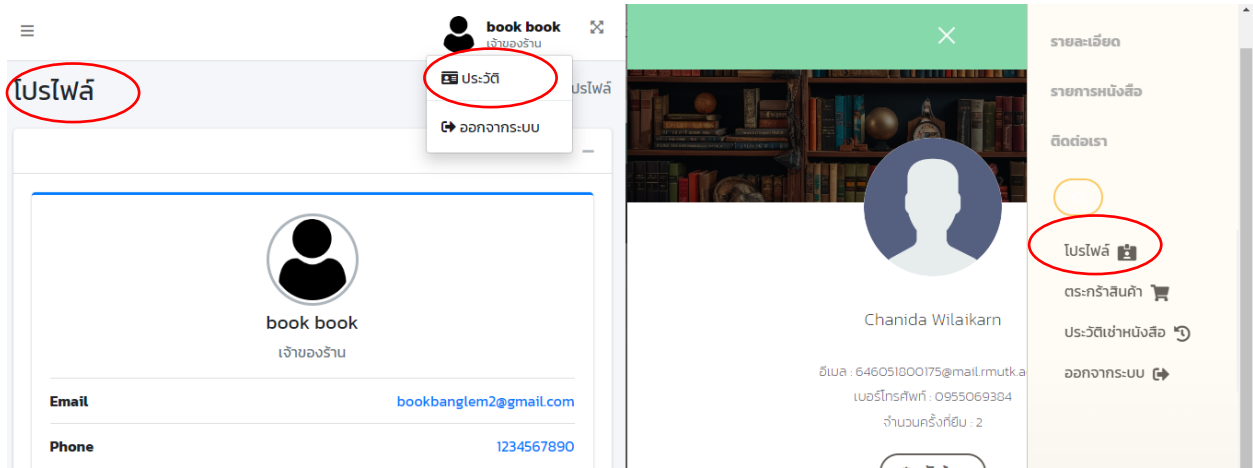 book book
เจ้าของร้าน
โปรไฟล์
ประวัติ
ออกจากระบบ
book book
เจ้าของร้าน
Email
bookbanglem2@gmail.com
Phone
1234567890
Chanida Wilaikarn
อีเมล : 646051800175@mail.rmutk.a
เบอร์โทรศัพท์ : 0955069384
จำนวนครั้งที่ยืม : 2
รายละเอียด
รายการหนังสือ
ติดต่อเรา
โปรไฟล์
ตระกร้าสินค้า
ประวัติเช่าหนังสือ
ออกจากระบบ